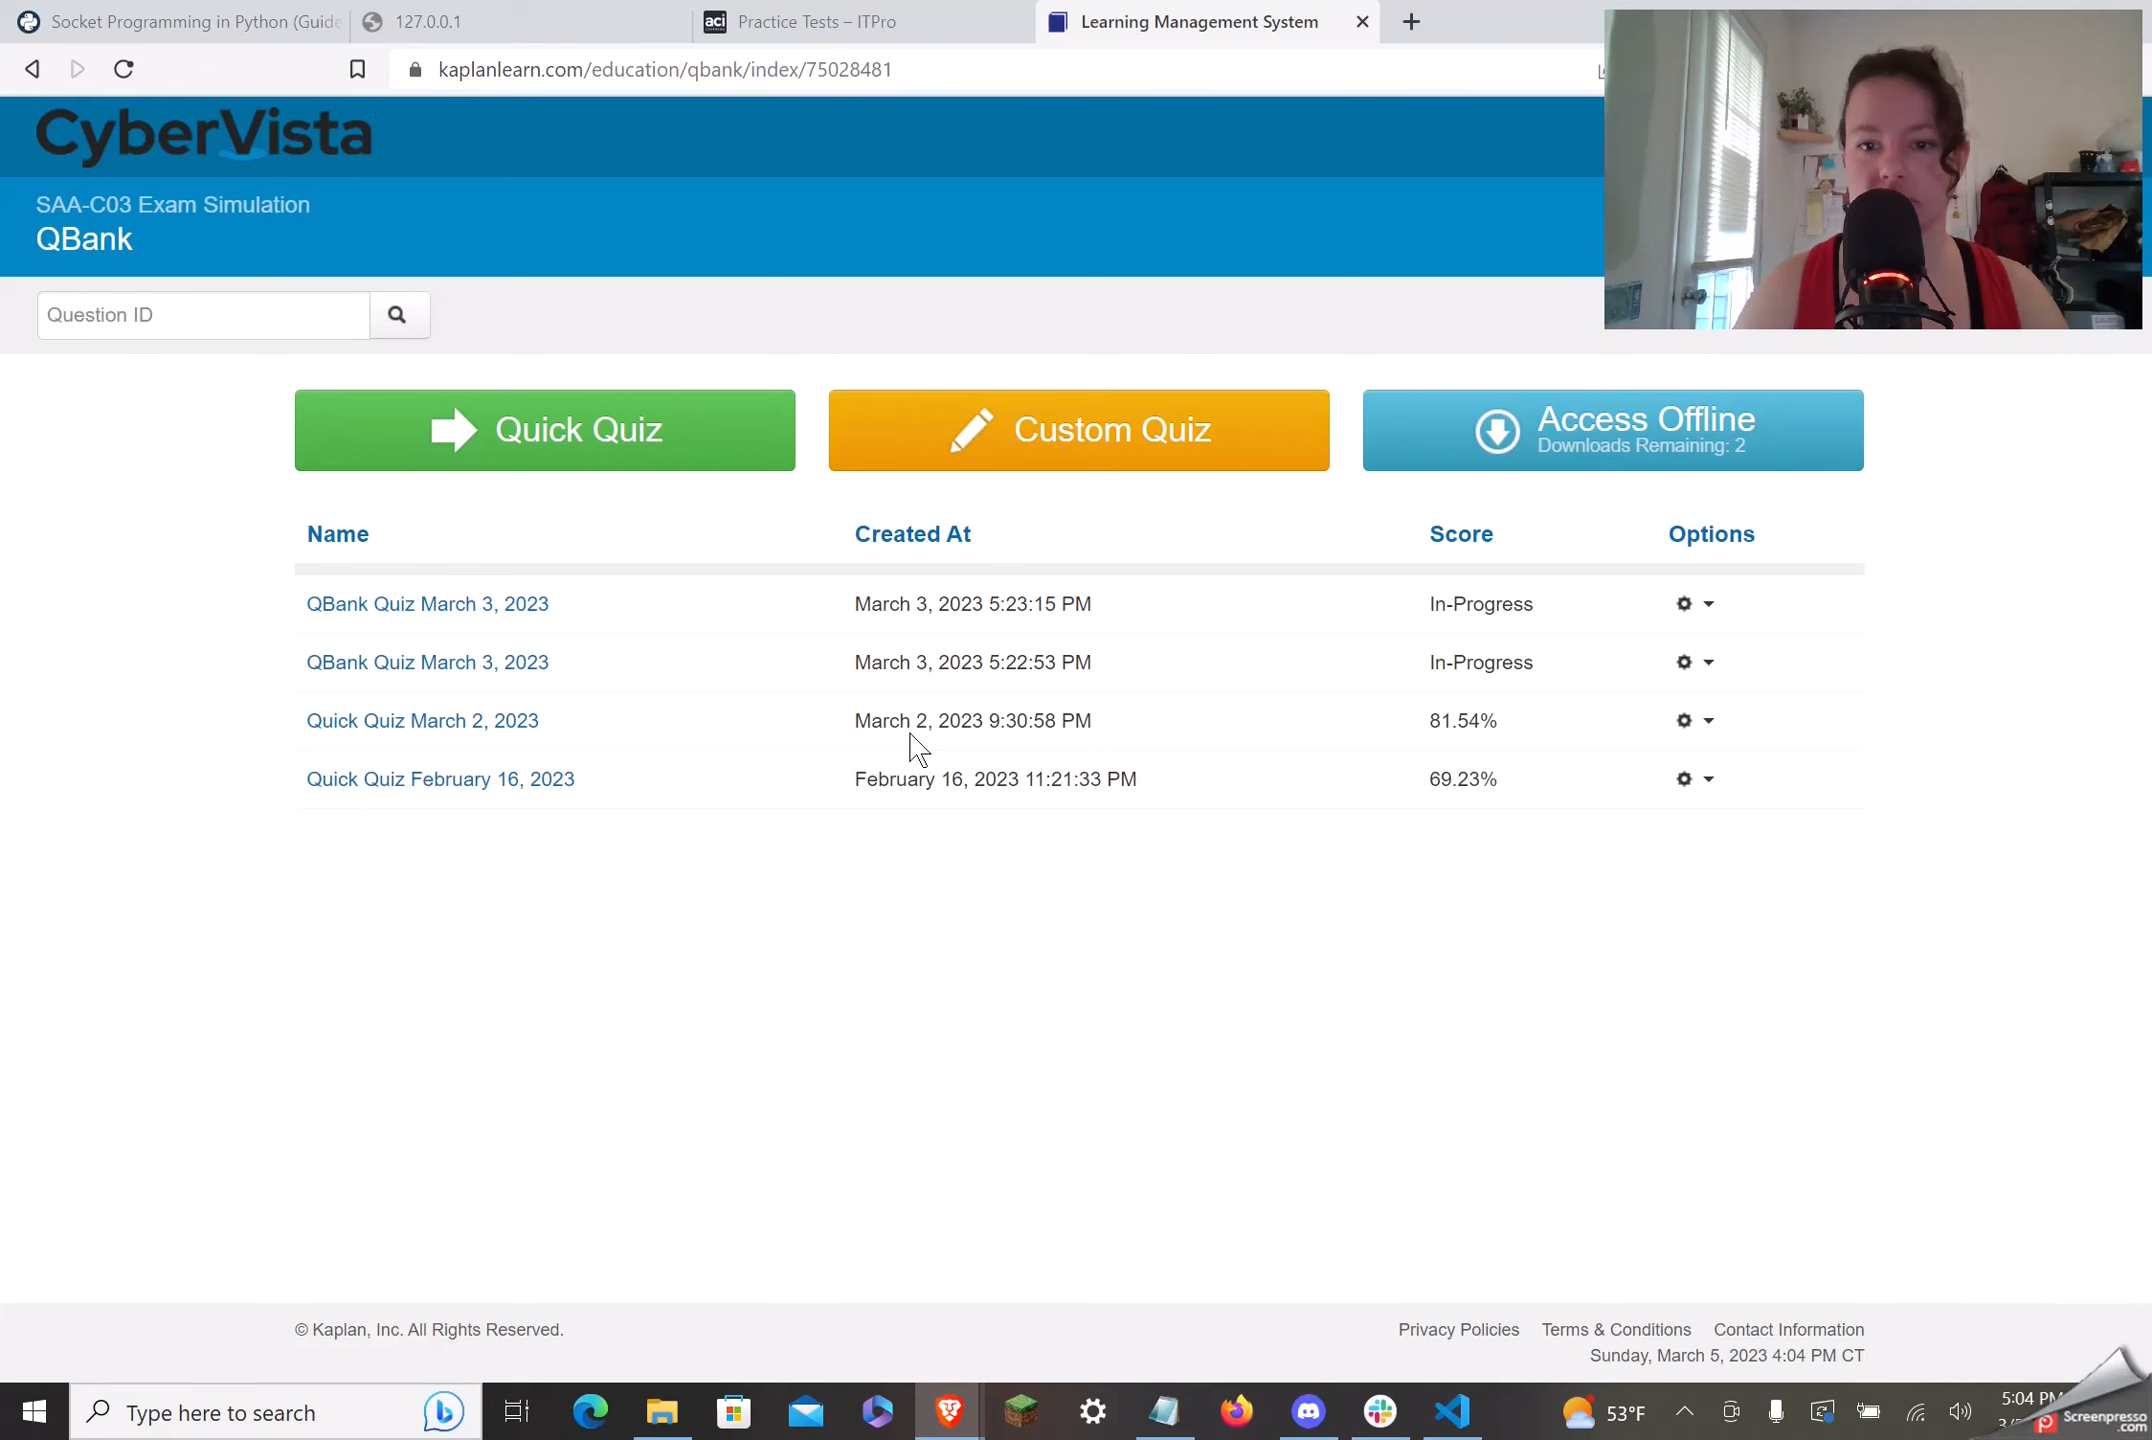 Socket Programming in Python (Guide
127.0.0.1
aci
Practice Tests – ITPro
Learning Management System
kaplanlearn.com/education/qbank/index/75028481
CyberVista
SAA-C03 Exam Simulation
QBank
Question ID
Quick Quiz
Custom Quiz
Access Offline
Downloads Remaining: 2
Name Created At Score Options
QBank Quiz March 3, 2023 March 3, 2023 5:23:15 PM In-Progress
QBank Quiz March 3, 2023 March 3, 2023 5:22:53 PM In-Progress
Quick Quiz March 2, 2023 March 2, 2023 9:30:58 PM 81.54%
Quick Quiz February 16, 2023 February 16, 2023 11:21:33 PM 69.23%
© Kaplan, Inc. All Rights Reserved.
Privacy Policies Terms & Conditions Contact Information
Sunday, March 5, 2023 4:04 PM CT
Type here to search
53°F
5:04 PM
Screenpresso
.com